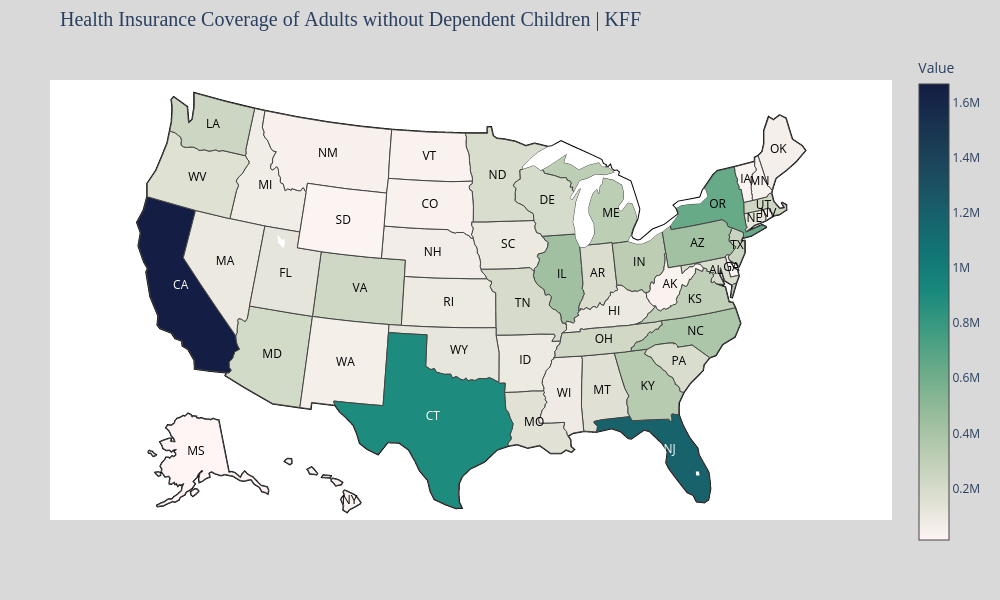 Health Insurance Coverage of Adults without Dependent Children | KFF
Value
1.6M
1.4M
1.2M
1M
0.8M
0.6M
0.4M
0.2M
LA
WV
MI
NM
VT
ND
SD
CO
DE
ME
OK
IA
MN
OR
UT
NV
NE
AZ
TX
MA
NH
SC
CA
FL
VA
RI
IL
AR
IN
AL
GA
AK
KS
TN
HI
OH
NC
MD
WA
WY
ID
PA
WI
MT
KY
CT
MO
NJ
MS
NY